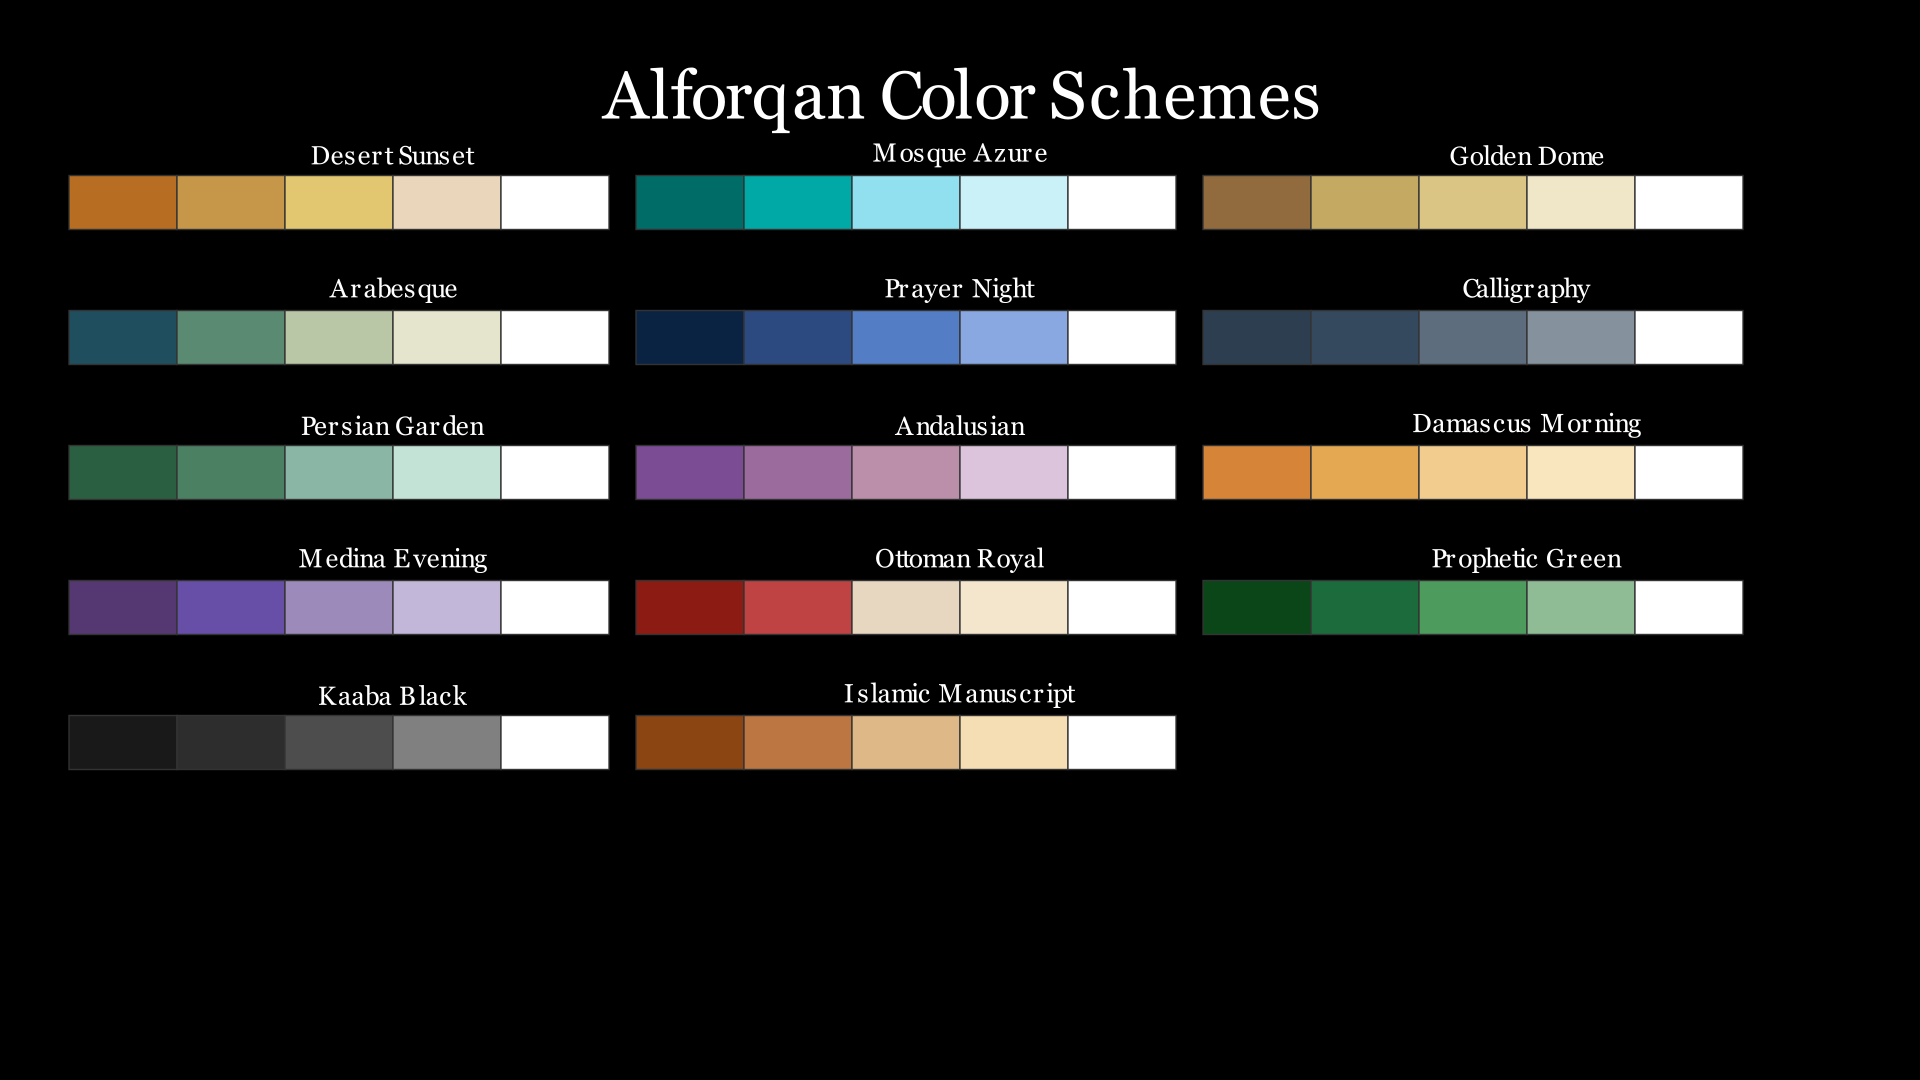 Alforqan Color Schemes
Desert Sunset
Mosque Azure
Golden Dome
Arabesque
Prayer Night
Calligraphy
Persian Garden
Andalusian
Damascus Morning
Medina Evening
Ottoman Royal
Prophetic Green
Kaaba Black
Islamic Manuscript